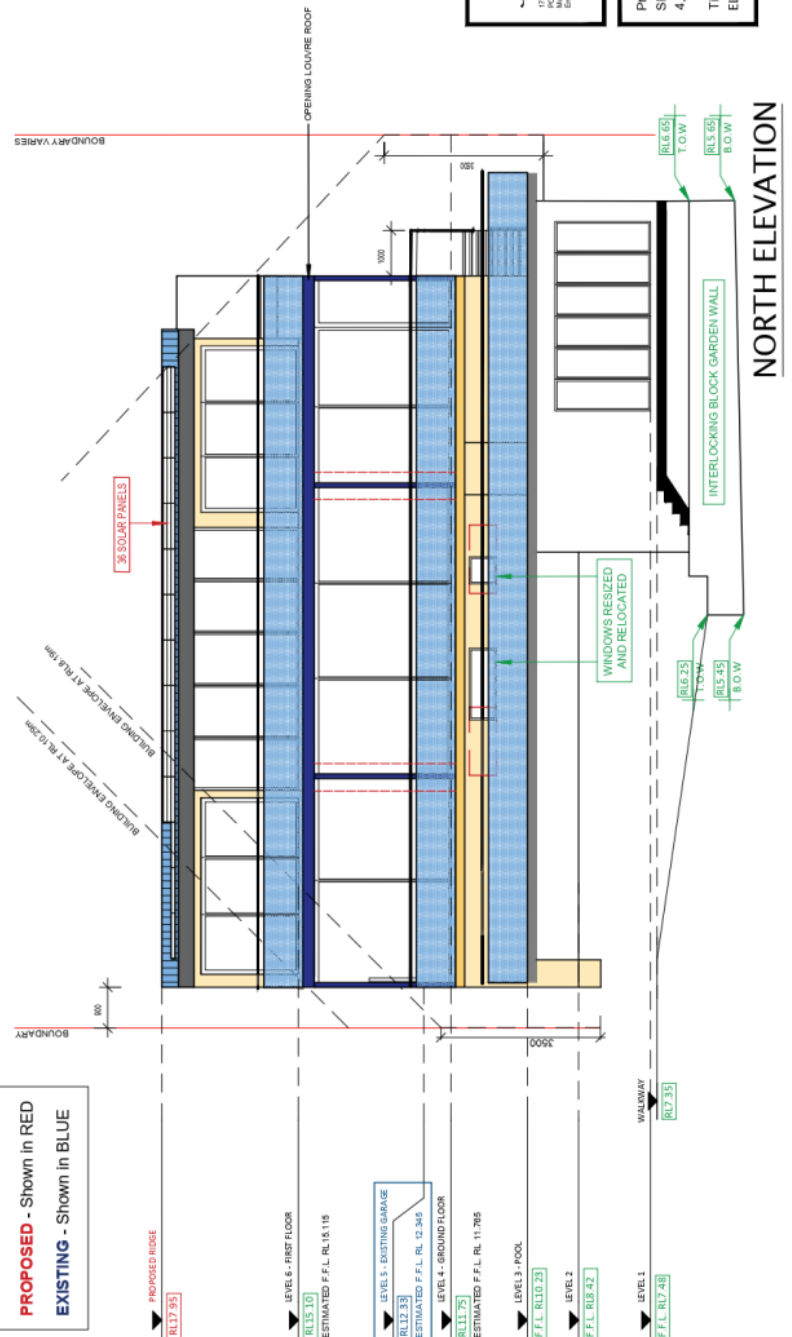 PROPOSED - Shown in RED
EXISTING - Shown in BLUE
PROPOSED RIDGE
RL17.95
LEVEL 6 - FIRST FLOOR
RL15.10
ESTIMATED F.F.L. RL 15.115
LEVEL 5 - EXISTING GARAGE
RL12.33
ESTIMATED F.F.L. RL 12.345
LEVEL 4 - GROUND FLOOR
RL11.75
ESTIMATED F.F.L. RL 11.765
LEVEL 3 - POOL
F.F.L. RL10.23
LEVEL 2
F.F.L. RL8.42
LEVEL 1
F.F.L. RL7.48
WALKWAY
RL7.35
BOUNDARY
900
3500
BUILDING ENVELOPE AT RL10.29m
BUILDING ENVELOPE AT RL8.19m
36 SOLAR PANELS
WINDOWS RESIZED
AND RELOCATED
RL6.25
T.O.W
RL5.45
B.O.W
INTERLOCKING BLOCK GARDEN WALL
1000
OPENING LOUVRE ROOF
BOUNDARY VARIES
3500
RL6.65
T.O.W
RL5.65
B.O.W
NORTH ELEVATION